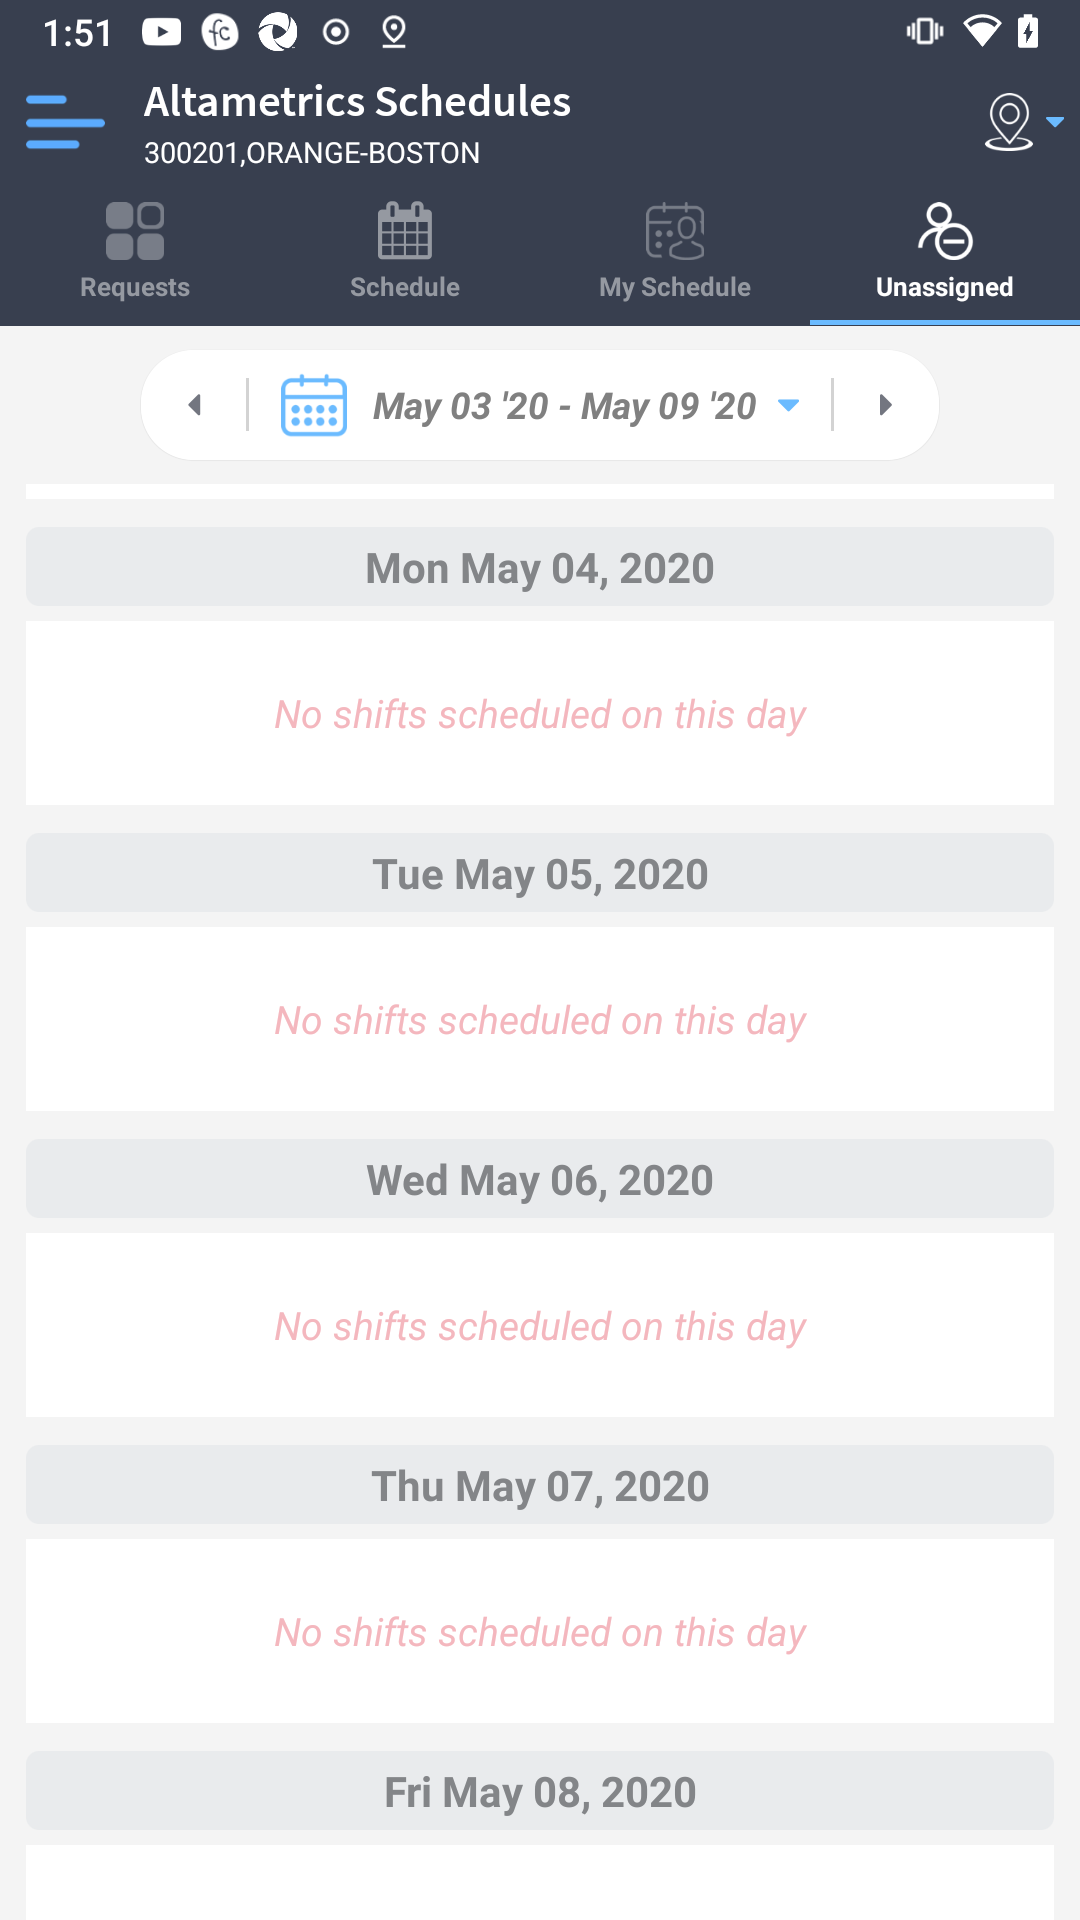 1:51
Altametrics Schedules
300201,ORANGE-BOSTON
Requests
Schedule
My Schedule
Unassigned
May 03 '20 - May 09 '20
Mon May 04, 2020
No shifts scheduled on this day
Tue May 05, 2020
No shifts scheduled on this day
Wed May 06, 2020
No shifts scheduled on this day
Thu May 07, 2020
No shifts scheduled on this day
Fri May 08, 2020